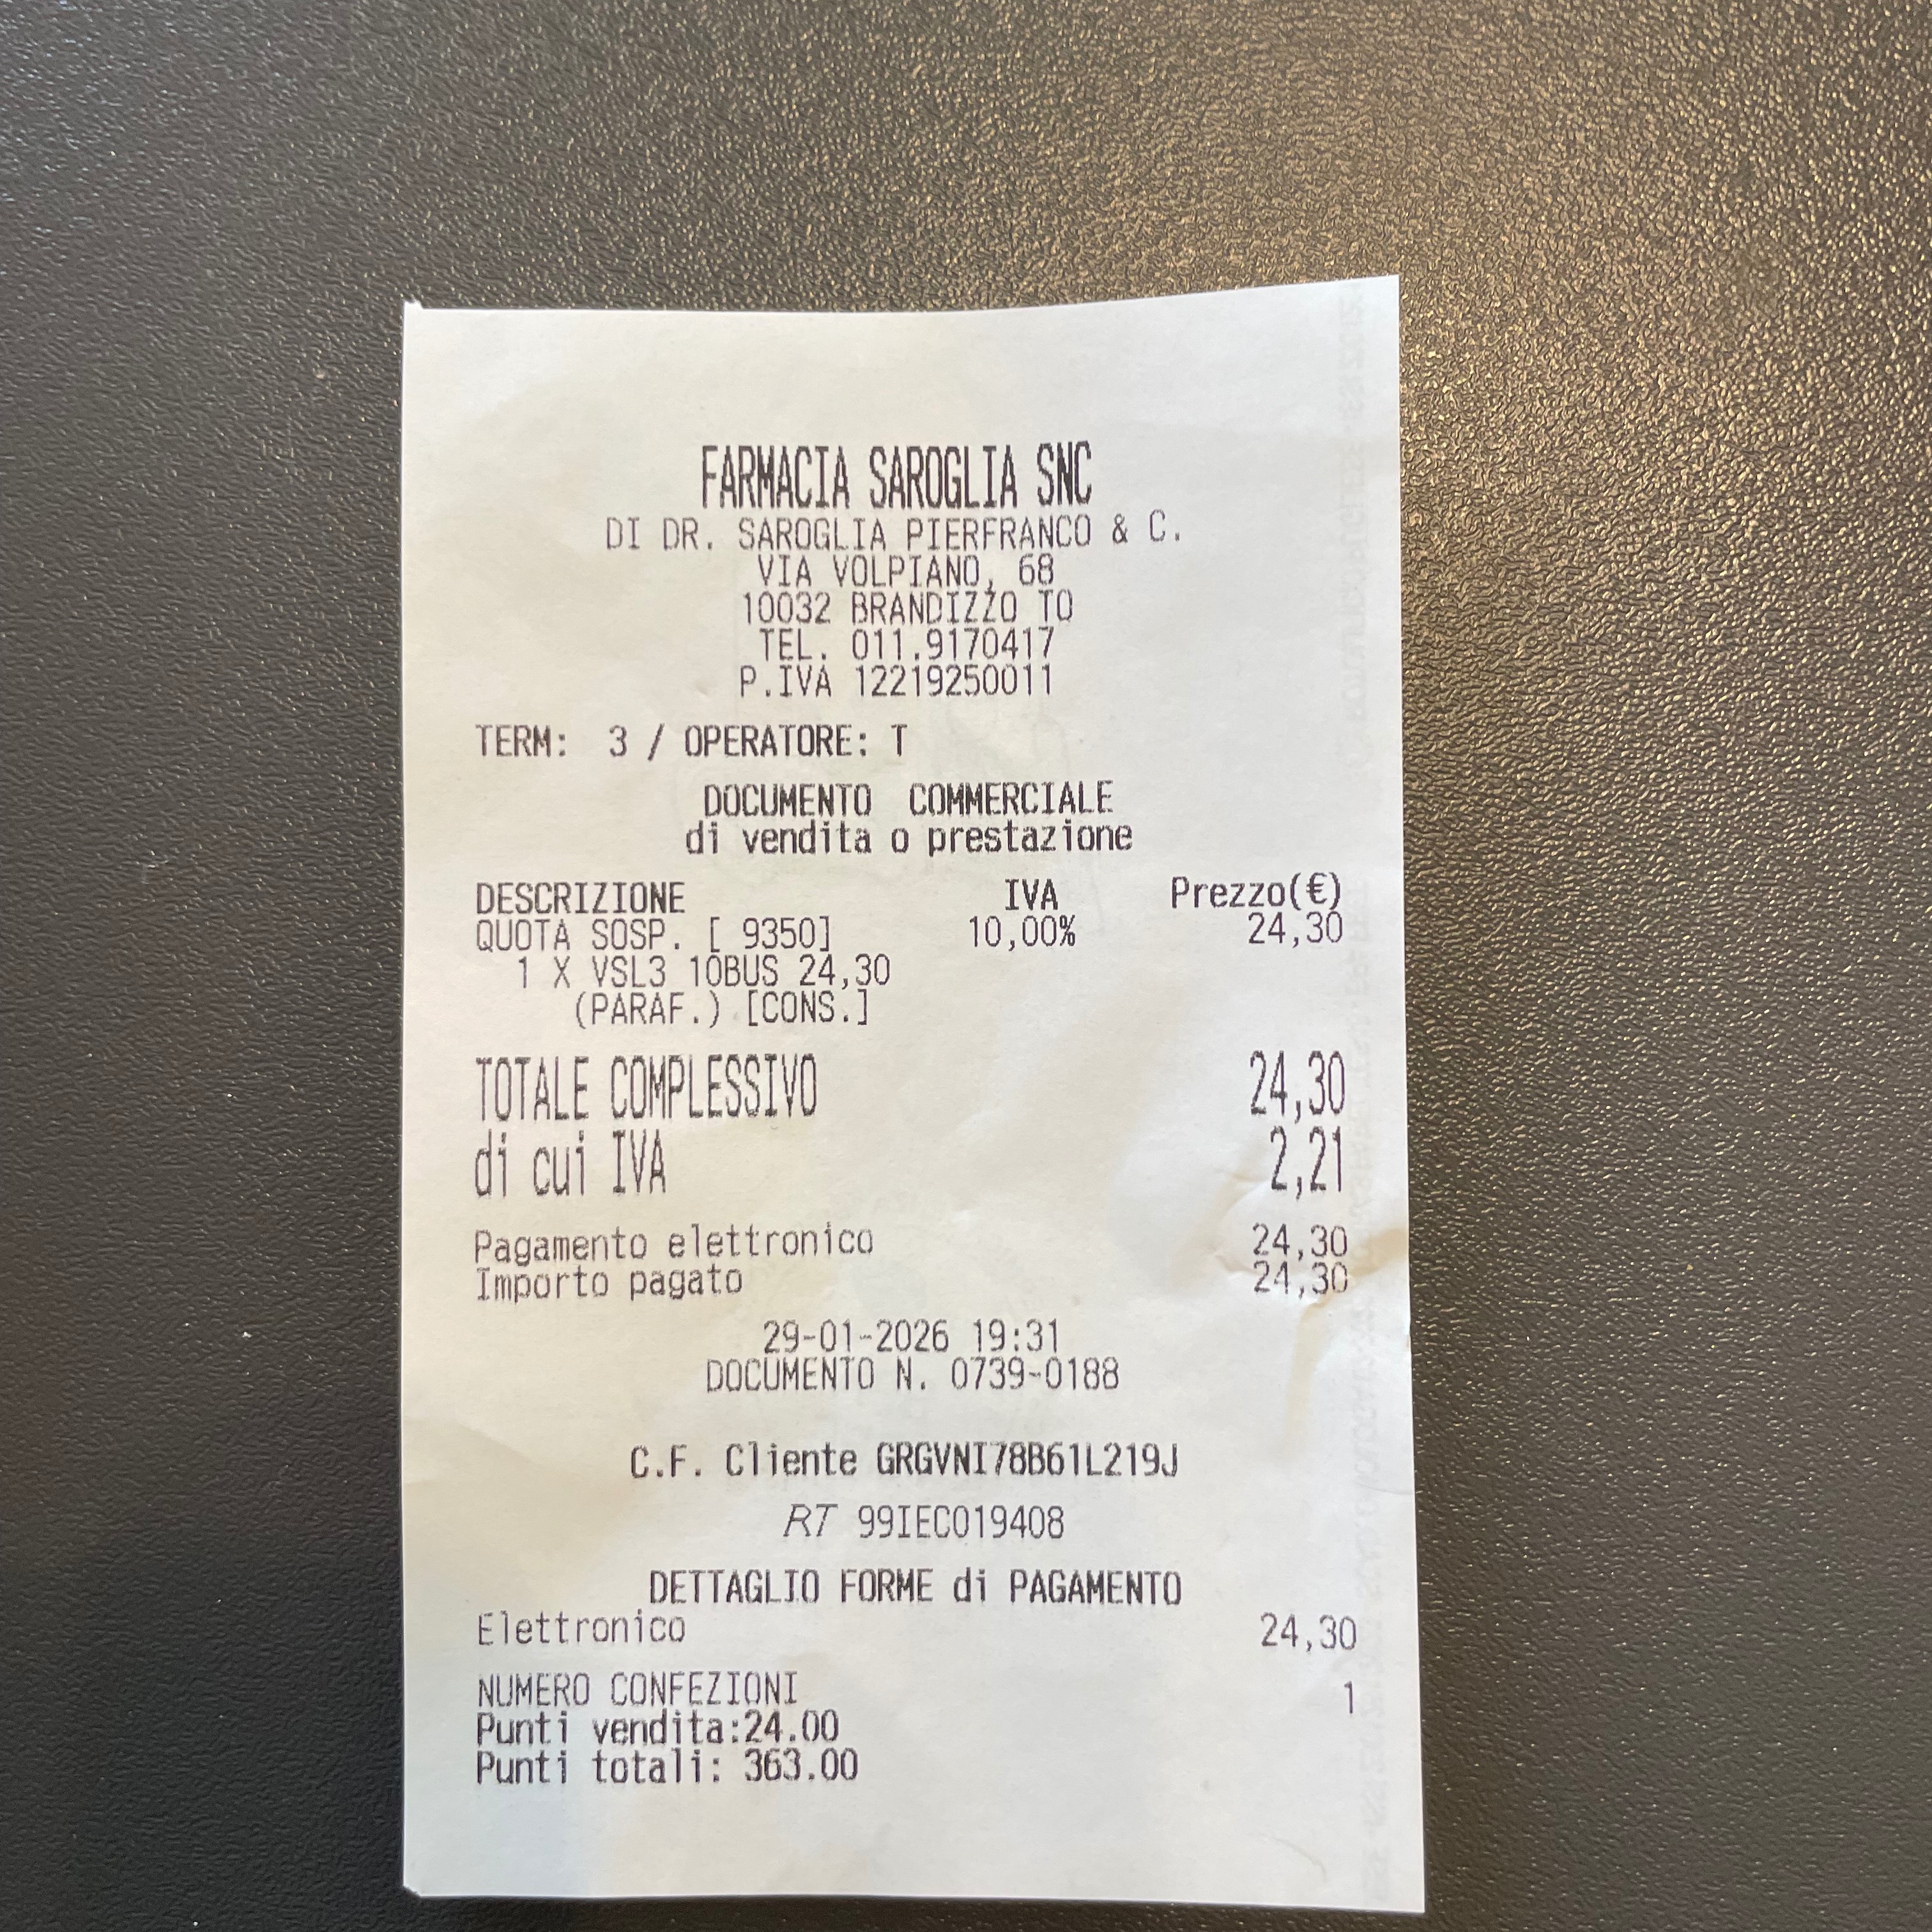 FARMACIA SAROGLIA SNC
DI DR. SAROGLIA PIERFRANCO & C.
VIA VOLPIANO, 68
10032 BRANDIZZO TO
TEL. 011.9170417
P.IVA 12219250011
TERM: 3 / OPERATORE: T
DOCUMENTO COMMERCIALE
di vendita o prestazione
DESCRIZIONE IVA Prezzo(€)
QUOTA SOSP. [ 9350] 10,00% 24,30
1 X VSL3 10BUS 24,30
(PARAF.) [CONS.]
TOTALE COMPLESSIVO 24,30
di cui IVA 2,21
Pagamento elettronico 24,30
Importo pagato 24,30
29-01-2026 19:31
DOCUMENTO N. 0739-0188
C.F. Cliente GRGVNI78B61L219J
RT 99IEC019408
DETTAGLIO FORME di PAGAMENTO
Elettronico 24,30
NUMERO CONFEZIONI 1
Punti vendita:24.00
Punti totali: 363.00